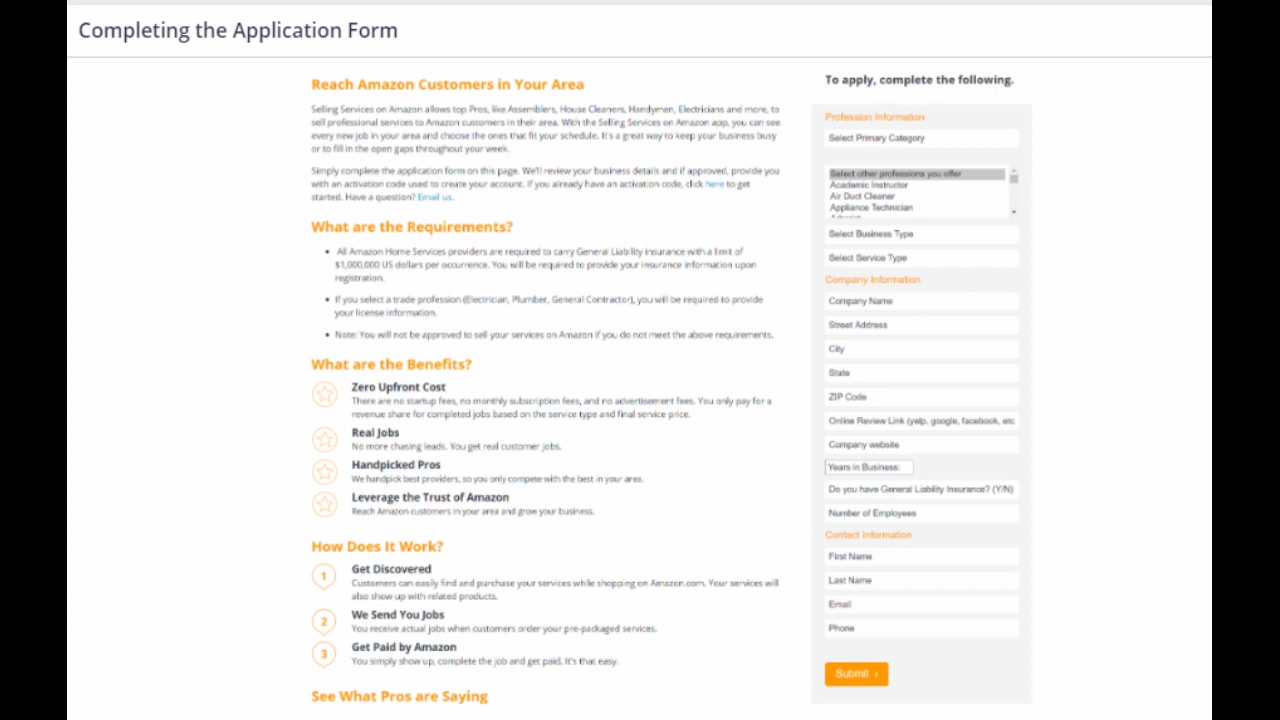 Completing the Application Form
Reach Amazon Customers in Your Area
Selling Services on Amazon allows top Pros, like Assemblers, House Cleaners, Handymen, Electricians and more, to
sell professional services to Amazon customers in their area. With the Selling Services on Amazon app, you can see
every new job in your area and choose the ones that fit your schedule. It's a great way to keep your business busy
or to fill in the open gaps throughout your week.
Simply complete the application form on this page. We'll review your business details and if approved, provide you
with an activation code used to create your account. If you already have an activation code, click here to get
started. Have a question? Email us.
What are the Requirements?
• All Amazon Home Services providers are required to carry General Liability insurance with a limit of
$1,000,000 US dollars per occurrence. You will be required to provide your insurance information upon
registration.
• If you select a trade profession (Electrician, Plumber, General Contractor), you will be required to provide
your license information.
• Note: You will not be approved to sell your services on Amazon if you do not meet the above requirements.
What are the Benefits?
Zero Upfront Cost
There are no startup fees, no monthly subscription fees, and no advertisement fees. You only pay for a
revenue share for completed jobs based on the service type and final service price.
Real Jobs
No more chasing leads. You get real customer jobs.
Handpicked Pros
We handpick best providers, so you only compete with the best in your area.
Leverage the Trust of Amazon
Reach Amazon customers in your area and grow your business.
How Does It Work?
1
Get Discovered
Customers can easily find and purchase your services while shopping on Amazon.com. Your services will
also show up with related products.
2
We Send You Jobs
You receive actual jobs when customers order your pre-packaged services.
3
Get Paid by Amazon
You simply show up, complete the job and get paid. It's that easy.
See What Pros are Saying
To apply, complete the following.
Profession Information
Select Primary Category
Select other professions you offer
Academic Instructor
Air Duct Cleaner
Appliance Technician
Select Business Type
Select Service Type
Company Information
Company Name
Street Address
City
State
ZIP Code
Online Review Link (yelp, google, facebook, etc
Company website
Years in Business:
Do you have General Liability Insurance? (Y/N)
Number of Employees
Contact Information
First Name
Last Name
Email
Phone
Submit ›